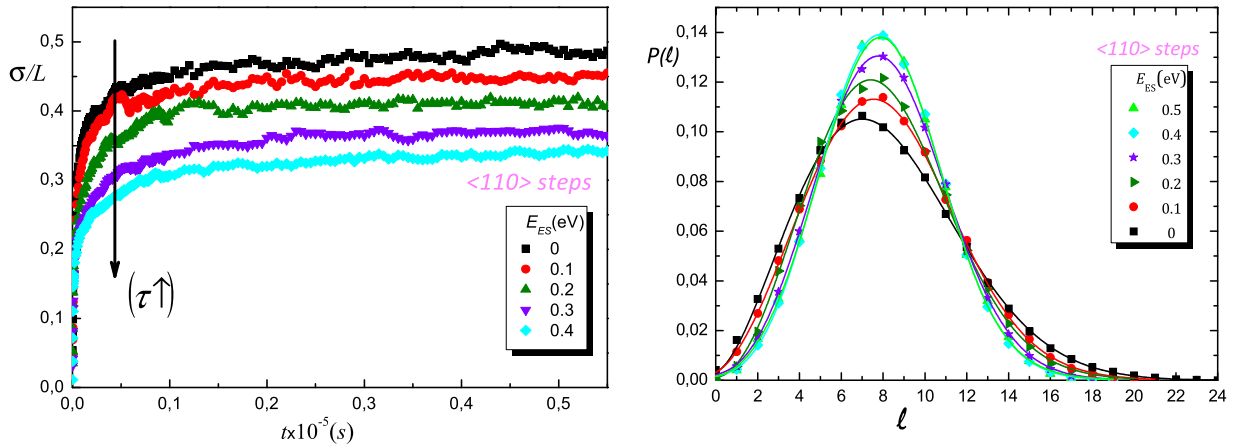 σ/L
0,5
0,4
0,3
0,2
0,1
0,0
(τ↑)
<110> steps
E_ES(eV)
0
0.1
0.2
0.3
0.4
0,0 0,1 0,2 0,3 0,4 0,5
t×10⁻⁵(s)
P(ℓ)
0,14
0,12
0,10
0,08
0,06
0,04
0,02
0,00
<110> steps
E_ES(eV)
0.5
0.4
0.3
0.2
0.1
0
0 2 4 6 8 10 12 14 16 18 20 22 24
ℓ